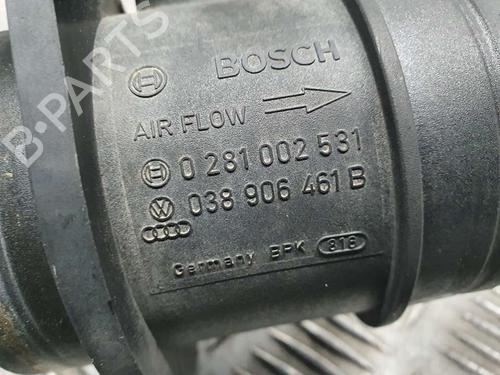 BOSCH
AIR FLOW
0 281 002 531
038 906 461 B
Germany BPK 816
B-PARTS